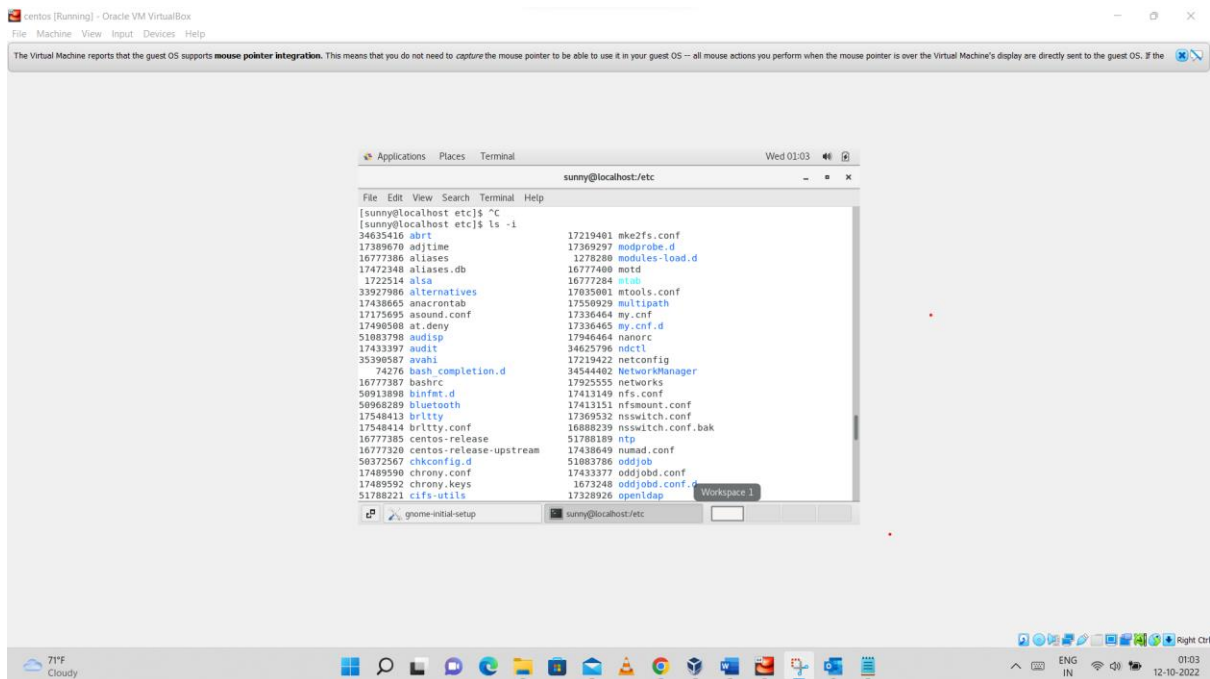 centos [Running] - Oracle VM VirtualBox
File Machine View Input Devices Help
The Virtual Machine reports that the guest OS supports mouse pointer integration. This means that you do not need to capture the mouse pointer to be able to use it in your guest OS -- all mouse actions you perform when the mouse pointer is over the Virtual Machine's display are directly sent to the guest OS. If the
Applications Places Terminal Wed 01:03
sunny@localhost:/etc
File Edit View Search Terminal Help
[sunny@localhost etc]$ ^C
[sunny@localhost etc]$ ls -i
34635416 abrt 17219401 mke2fs.conf
17389670 adjtime 17369297 modprobe.d
16777386 aliases 1278280 modules-load.d
17472348 aliases.db 16777400 motd
1722514 alsa 16777284 mtab
33927986 alternatives 17035001 mtools.conf
17438665 anacrontab 17550929 multipath
17175695 asound.conf 17336464 my.cnf
17490508 at.deny 17336465 my.cnf.d
51083798 audisp 17946464 nanorc
17433397 audit 34625796 ndctl
35390587 avahi 17219422 netconfig
74276 bash_completion.d 34544402 NetworkManager
16777387 bashrc 17925555 networks
50913898 binfmt.d 17413149 nfs.conf
50968289 bluetooth 17413151 nfsmount.conf
17548413 brltty 17369532 nsswitch.conf
17548414 brltty.conf 16888239 nsswitch.conf.bak
16777385 centos-release 51788189 ntp
16777320 centos-release-upstream 17438649 numad.conf
50372567 chkconfig.d 51083786 oddjob
17489590 chrony.conf 17433377 oddjobd.conf
17489592 chrony.keys 1673248 oddjobd.conf.d
51788221 cifs-utils 17328926 openldap
Workspace 1
gnome-initial-setup sunny@localhost:/etc
Right Ctrl
71°F
Cloudy
ENG
IN
01:03
12-10-2022